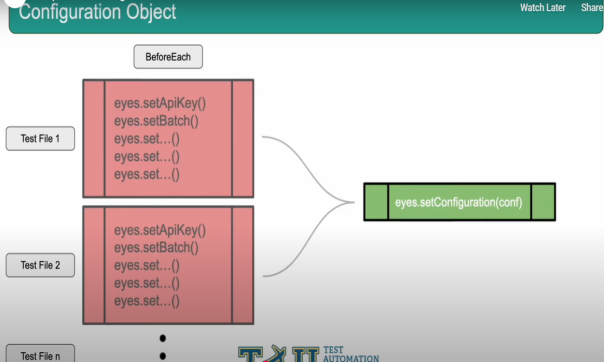 Configuration Object
Watch Later
Share
BeforeEach
Test File 1
eyes.setApiKey()
eyes.setBatch()
eyes.set...()
eyes.set...()
eyes.set...()
eyes.setConfiguration(conf)
Test File 2
eyes.setApiKey()
eyes.setBatch()
eyes.set...()
eyes.set...()
eyes.set...()
Test File n
TAU
TEST
AUTOMATION